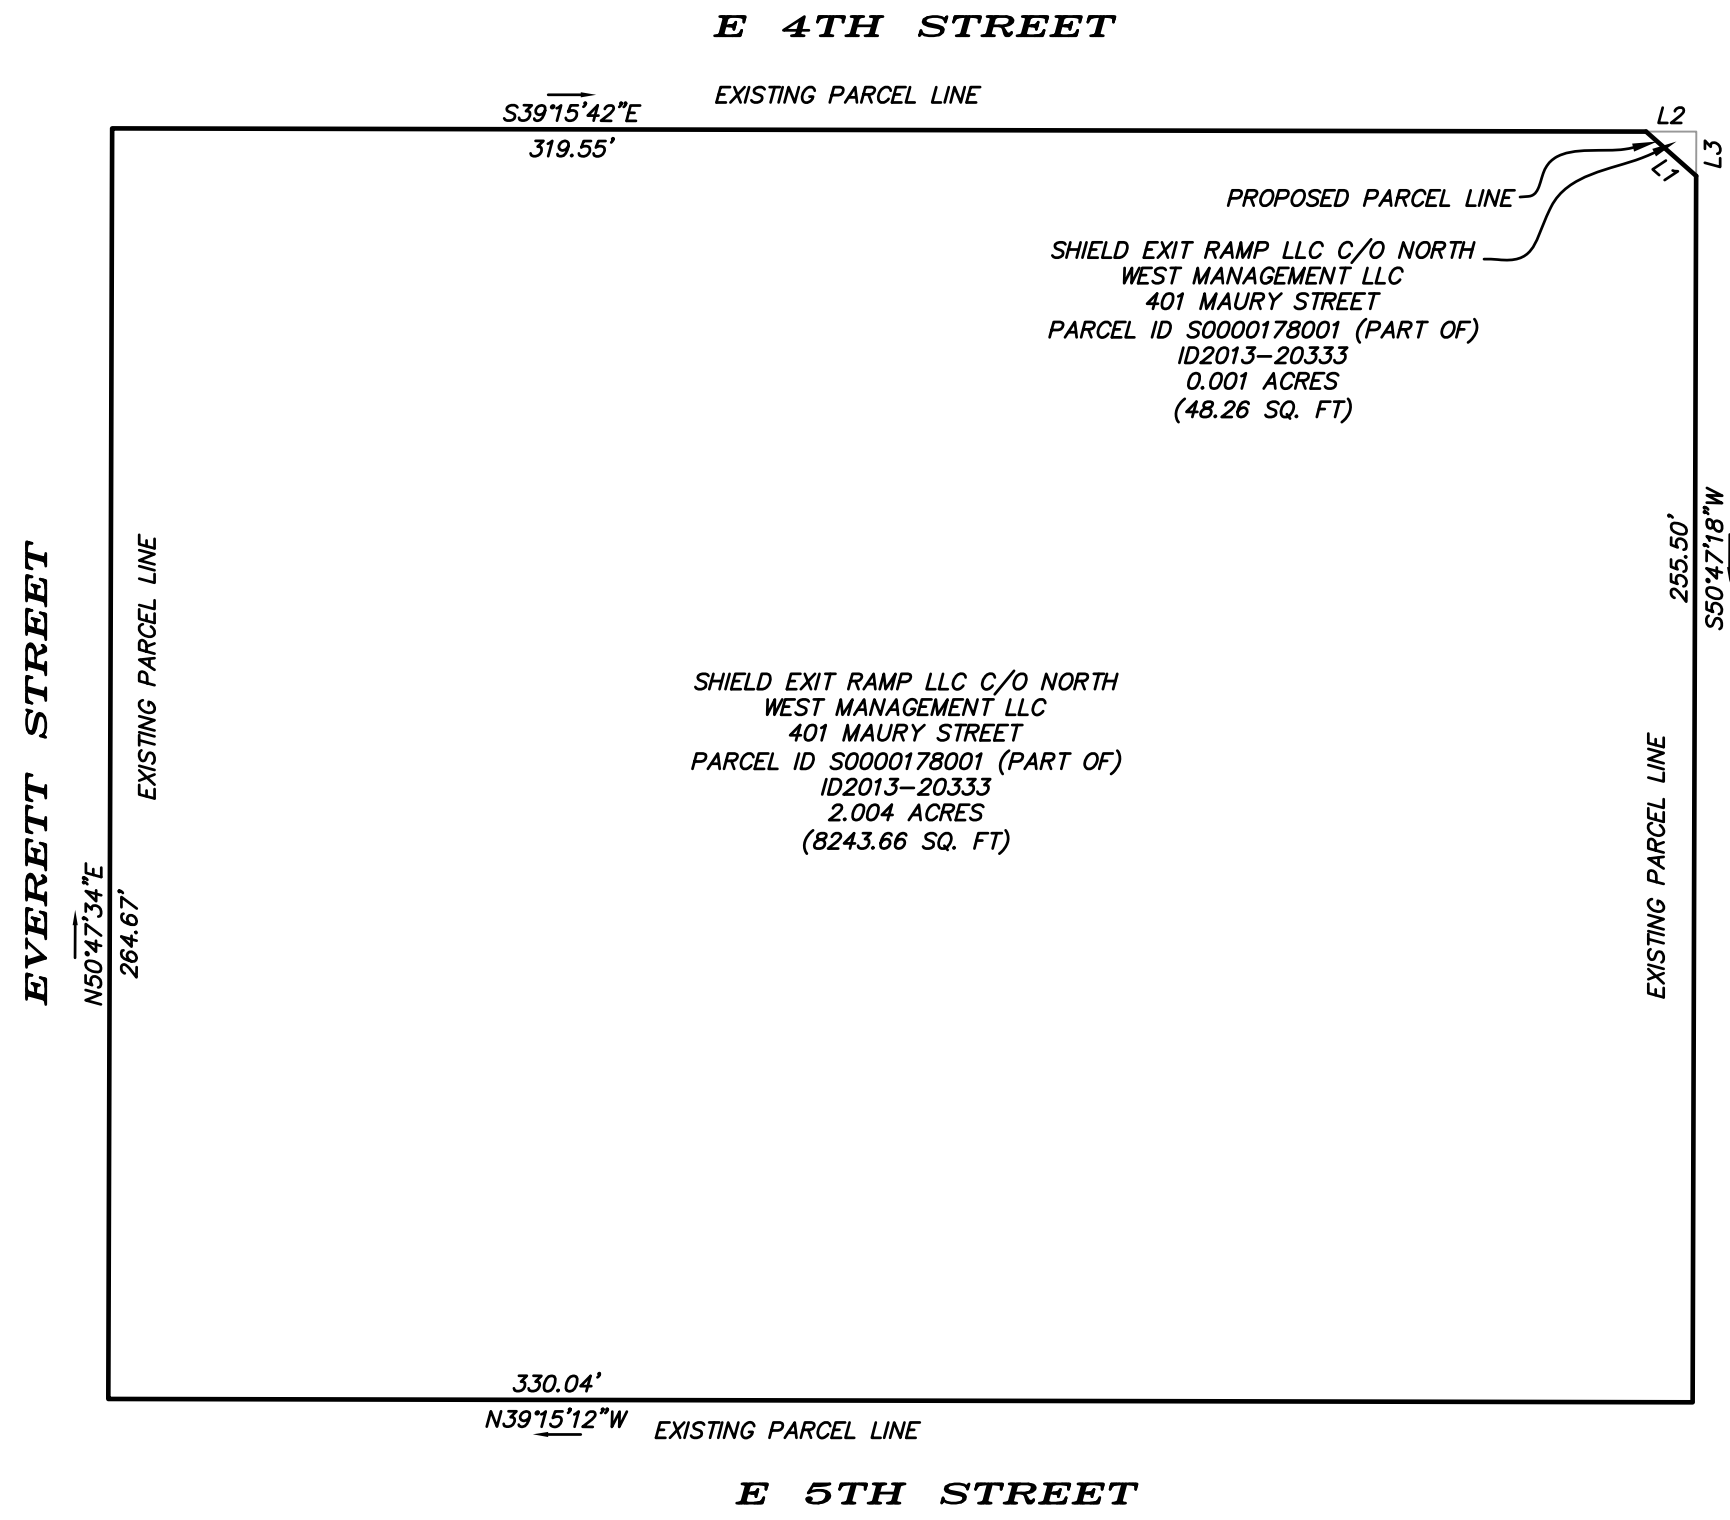 E 4TH STREET
EXISTING PARCEL LINE
S39°15'42"E
319.55'
L2
L3
L1
PROPOSED PARCEL LINE
SHIELD EXIT RAMP LLC C/O NORTH
WEST MANAGEMENT LLC
401 MAURY STREET
PARCEL ID S0000178001 (PART OF)
ID2013-20333
0.001 ACRES
(48.26 SQ. FT)
EVERETT STREET
EXISTING PARCEL LINE
N50°47'34"E
264.67'
SHIELD EXIT RAMP LLC C/O NORTH
WEST MANAGEMENT LLC
401 MAURY STREET
PARCEL ID S0000178001 (PART OF)
ID2013-20333
2.004 ACRES
(8243.66 SQ. FT)
255.50'
S50°47'18"W
EXISTING PARCEL LINE
330.04'
N39°15'12"W
EXISTING PARCEL LINE
E 5TH STREET